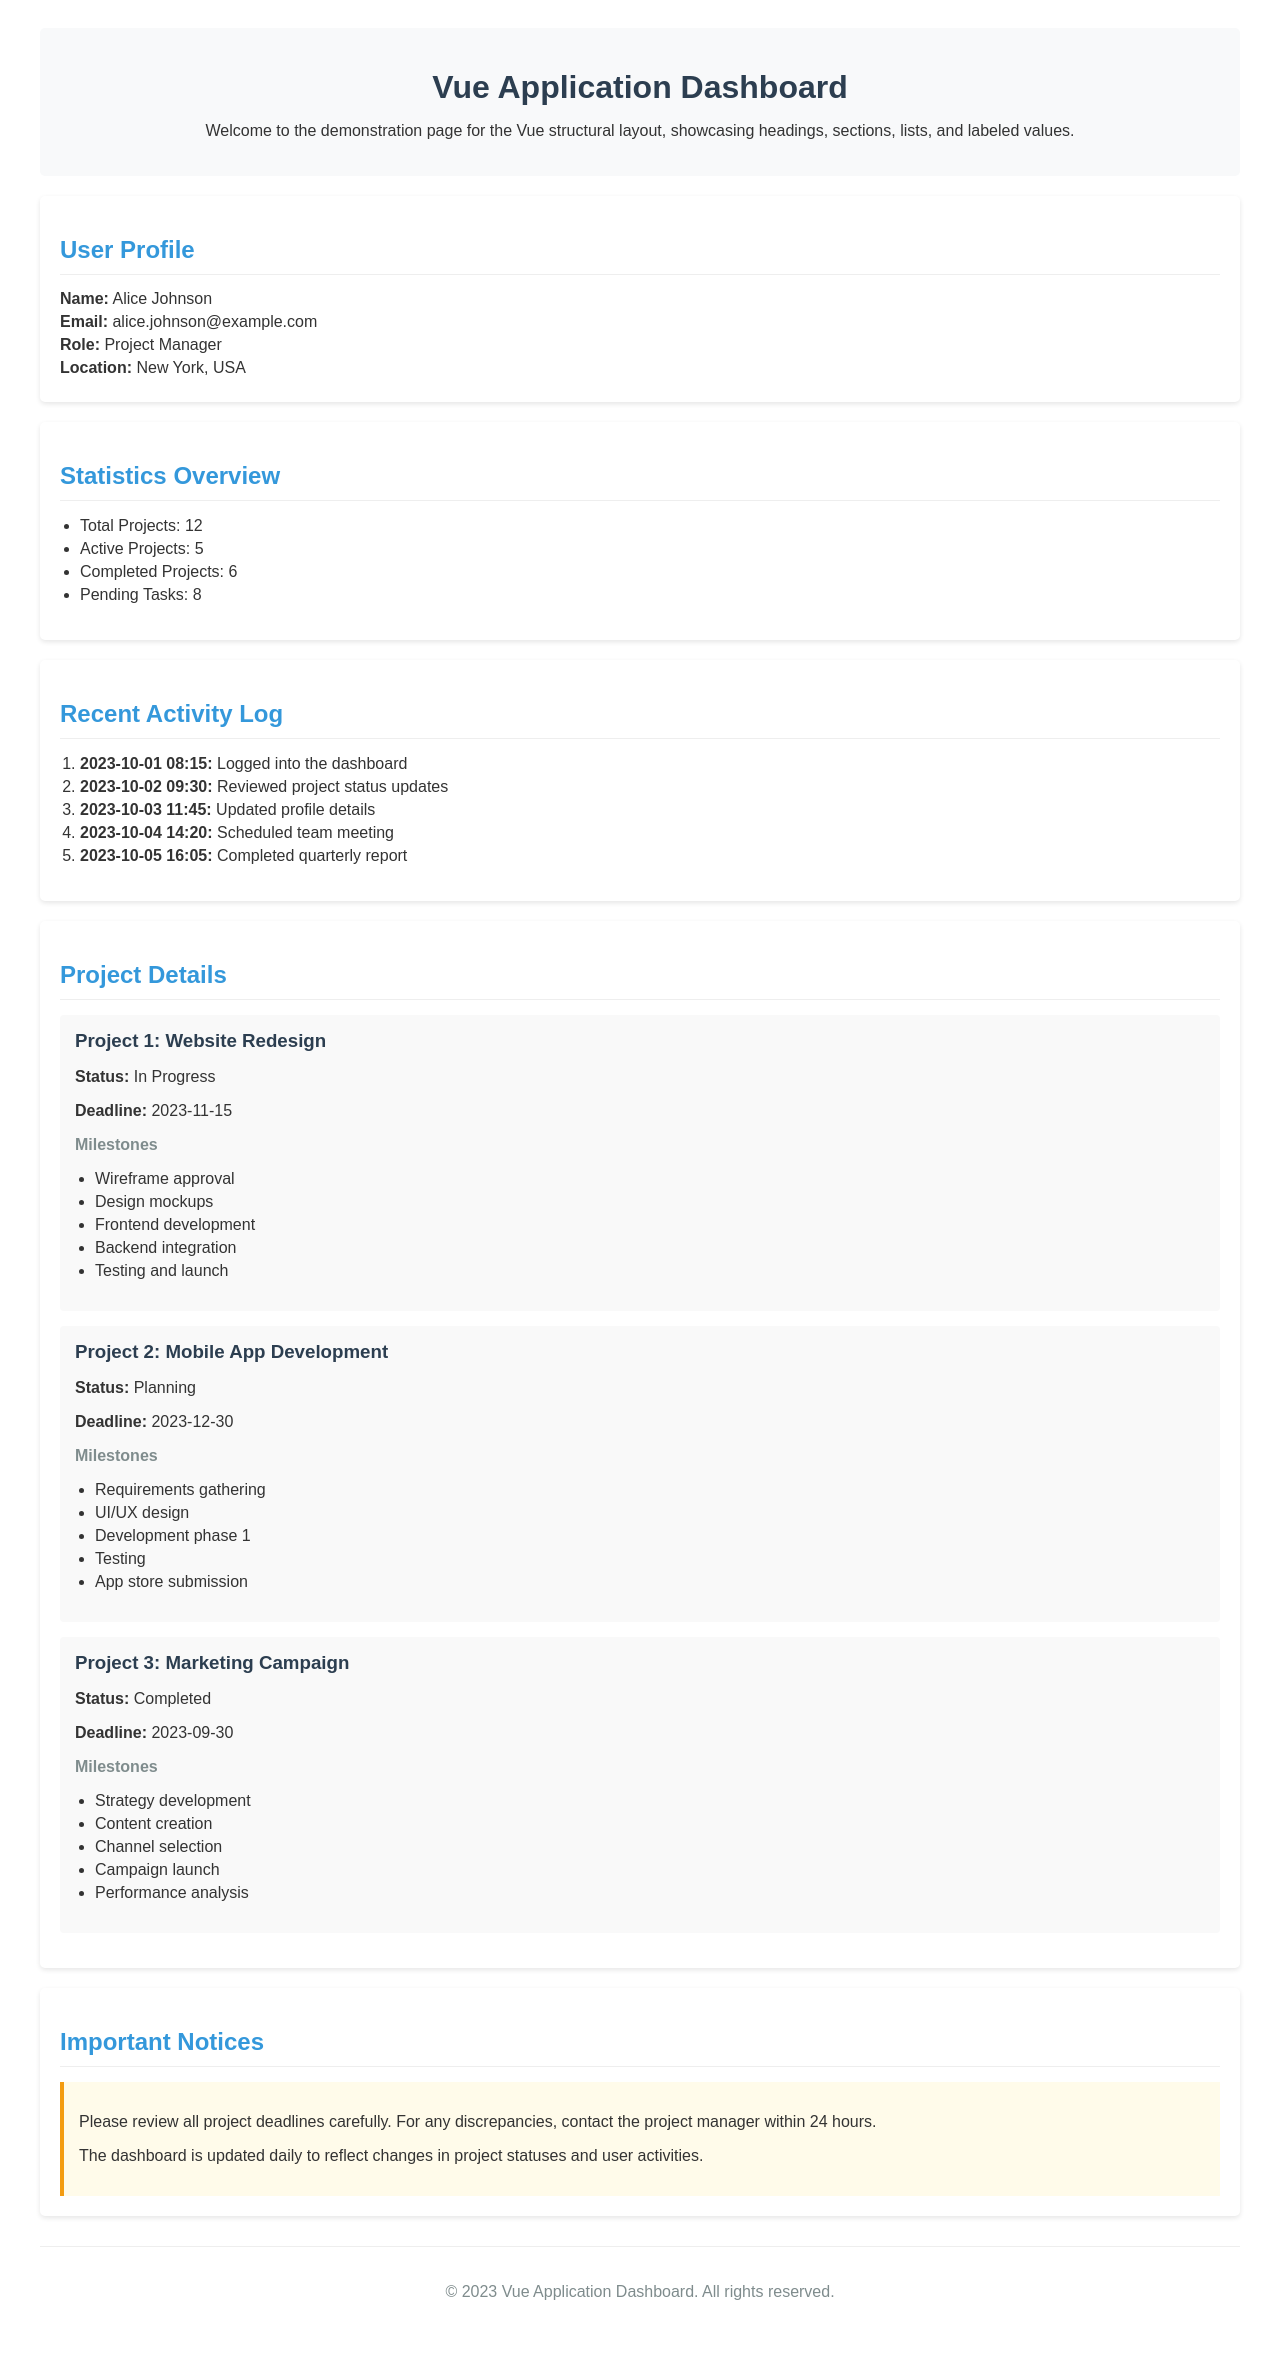 Vue Application Dashboard
Welcome to the demonstration page for the Vue structural layout, showcasing headings, sections, lists, and labeled values.
User Profile
Name: Alice Johnson
Email: alice.johnson@example.com
Role: Project Manager
Location: New York, USA
Statistics Overview
• Total Projects: 12
• Active Projects: 5
• Completed Projects: 6
• Pending Tasks: 8
Recent Activity Log
1. 2023-10-01 08:15: Logged into the dashboard
2. 2023-10-02 09:30: Reviewed project status updates
3. 2023-10-03 11:45: Updated profile details
4. 2023-10-04 14:20: Scheduled team meeting
5. 2023-10-05 16:05: Completed quarterly report
Project Details
Project 1: Website Redesign
Status: In Progress
Deadline: 2023-11-15
Milestones
• Wireframe approval
• Design mockups
• Frontend development
• Backend integration
• Testing and launch
Project 2: Mobile App Development
Status: Planning
Deadline: 2023-12-30
Milestones
• Requirements gathering
• UI/UX design
• Development phase 1
• Testing
• App store submission
Project 3: Marketing Campaign
Status: Completed
Deadline: 2023-09-30
Milestones
• Strategy development
• Content creation
• Channel selection
• Campaign launch
• Performance analysis
Important Notices
Please review all project deadlines carefully. For any discrepancies, contact the project manager within 24 hours.
The dashboard is updated daily to reflect changes in project statuses and user activities.
© 2023 Vue Application Dashboard. All rights reserved.